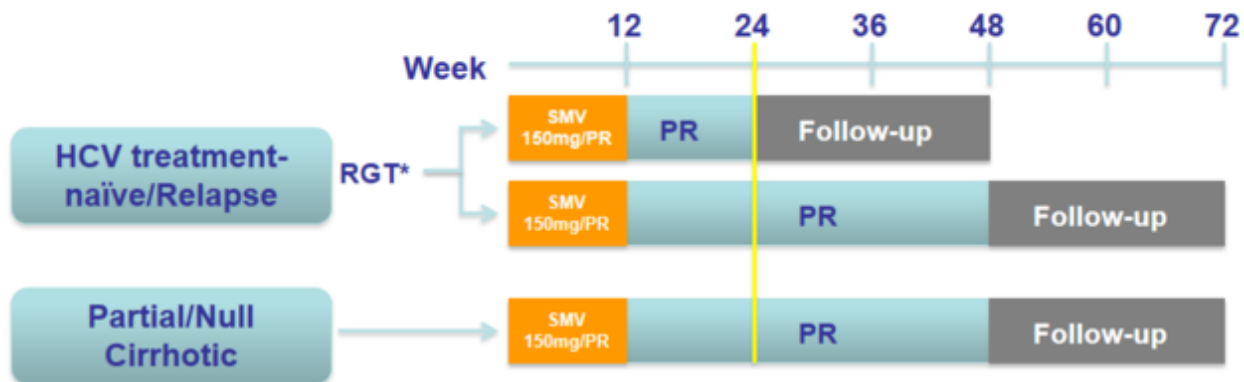 12 24 36 48 60 72
Week
HCV treatment-
naïve/Relapse
RGT*
SMV
150mg/PR
PR
Follow-up
SMV
150mg/PR
PR
Follow-up
Partial/Null
Cirrhotic
SMV
150mg/PR
PR
Follow-up